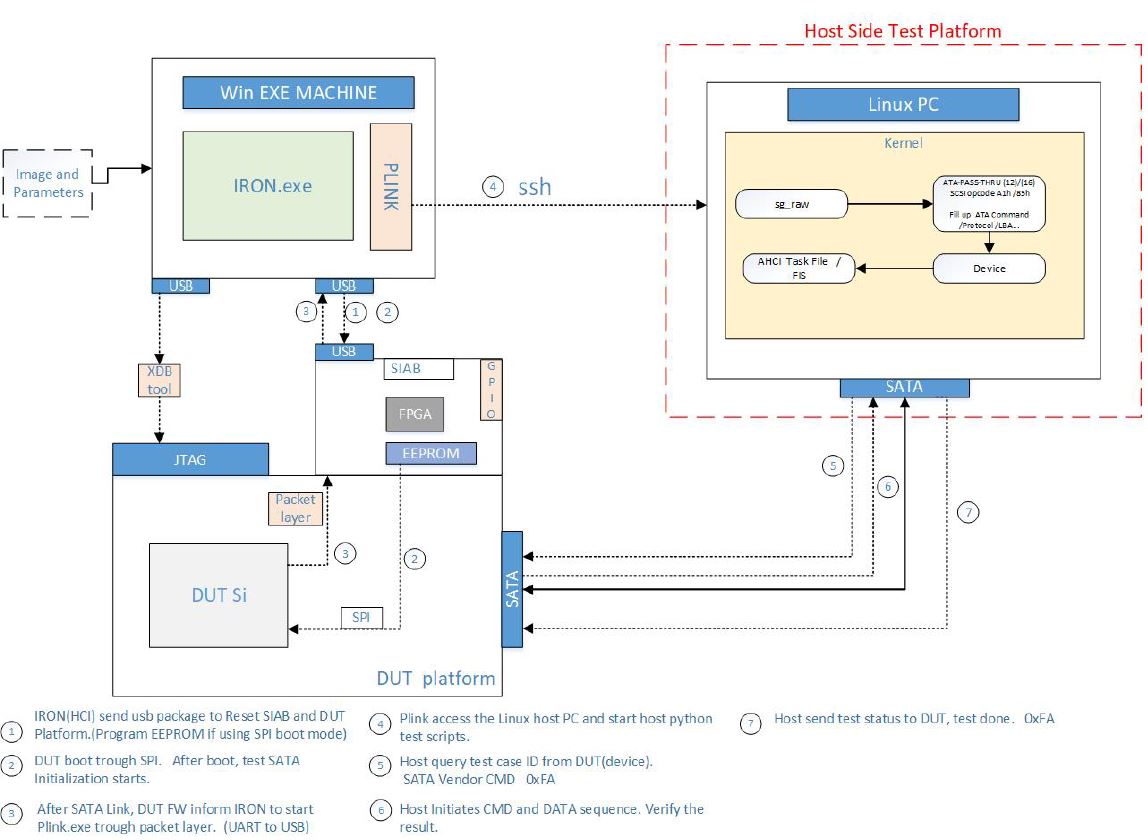 Host Side Test Platform
Win EXE MACHINE
Linux PC
Image and
Parameters
IRON.exe
PLINK
4
ssh
Kernel
sg_raw
ATA-PASS-THRU (12)/(16)
SCSI opcode A1h /85h
Fill up ATA Command
/Protocol /LBA...
AHCI Task File /
FIS
Device
USB
USB
3
1
2
USB
XDB
tool
SIAB
GPIO
FPGA
EEPROM
JTAG
SATA
5
6
7
Packet
layer
3
2
DUT Si
SPI
SATA
DUT platform
1
IRON(HCI) send usb package to Reset SIAB and DUT
Platform.(Program EEPROM if using SPI boot mode)
2
DUT boot trough SPI. After boot, test SATA
Initialization starts.
3
After SATA Link, DUT FW inform IRON to start
Plink.exe trough packet layer. (UART to USB)
4
Plink access the Linux host PC and start host python
test scripts.
5
Host query test case ID from DUT(device).
SATA Vendor CMD 0xFA
6
Host Initiates CMD and DATA sequence. Verify the
result.
7
Host send test status to DUT, test done. 0xFA